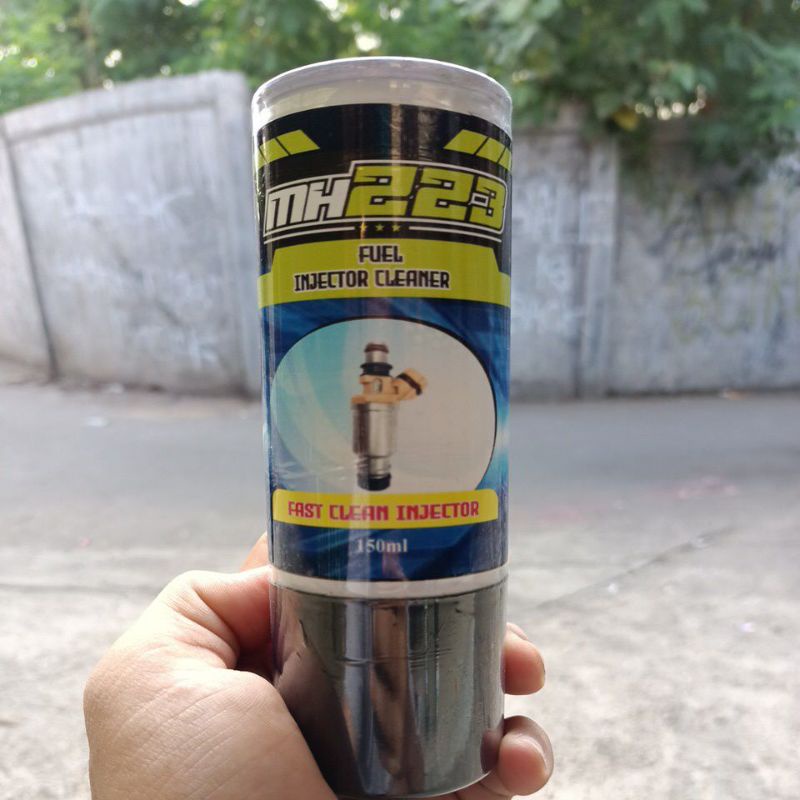 MH223
FUEL
INJECTOR CLEANER
FAST CLEAN INJECTOR
150ml